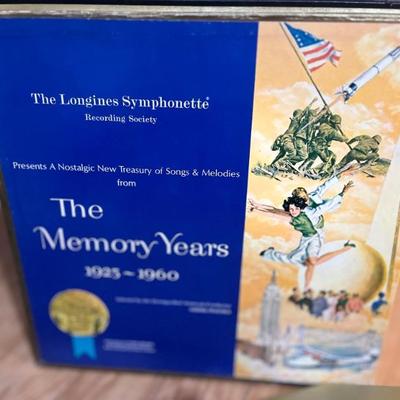 The Longines Symphonette®
Recording Society
Presents A Nostalgic New Treasury of Songs & Melodies
from
The
Memory Years
1925~1960